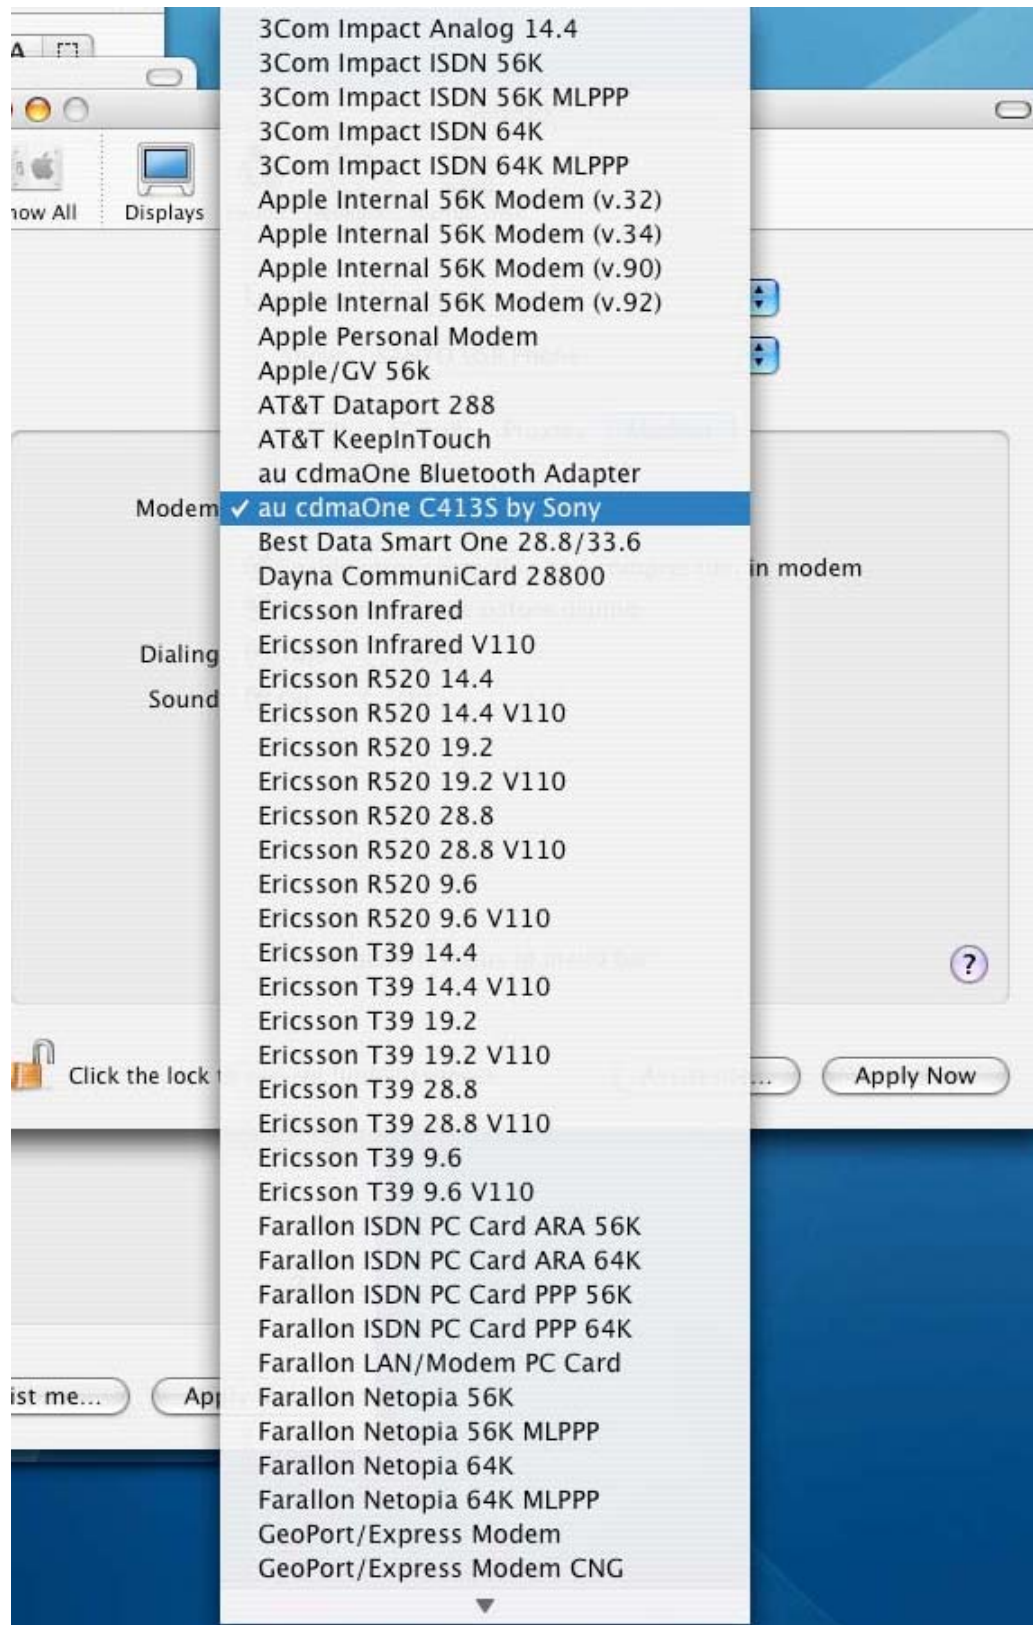 A
how All
Displays
3Com Impact Analog 14.4
3Com Impact ISDN 56K
3Com Impact ISDN 56K MLPPP
3Com Impact ISDN 64K
3Com Impact ISDN 64K MLPPP
Apple Internal 56K Modem (v.32)
Apple Internal 56K Modem (v.34)
Apple Internal 56K Modem (v.90)
Apple Internal 56K Modem (v.92)
Apple Personal Modem
Apple/GV 56k
AT&T Dataport 288
AT&T KeepInTouch
au cdmaOne Bluetooth Adapter
Modem ✓ au cdmaOne C413S by Sony
Best Data Smart One 28.8/33.6
Dayna CommuniCard 28800 in modem
Ericsson Infrared
Ericsson Infrared V110
Dialing
Ericsson R520 14.4
Sound
Ericsson R520 14.4 V110
Ericsson R520 19.2
Ericsson R520 19.2 V110
Ericsson R520 28.8
Ericsson R520 28.8 V110
Ericsson R520 9.6
Ericsson R520 9.6 V110
Ericsson T39 14.4
?
Ericsson T39 14.4 V110
Ericsson T39 19.2
Ericsson T39 19.2 V110
Click the lock ... Apply Now
Ericsson T39 28.8
Ericsson T39 28.8 V110
Ericsson T39 9.6
Ericsson T39 9.6 V110
Farallon ISDN PC Card ARA 56K
Farallon ISDN PC Card ARA 64K
Farallon ISDN PC Card PPP 56K
Farallon ISDN PC Card PPP 64K
Farallon LAN/Modem PC Card
ist me... App
Farallon Netopia 56K
Farallon Netopia 56K MLPPP
Farallon Netopia 64K
Farallon Netopia 64K MLPPP
GeoPort/Express Modem
GeoPort/Express Modem CNG